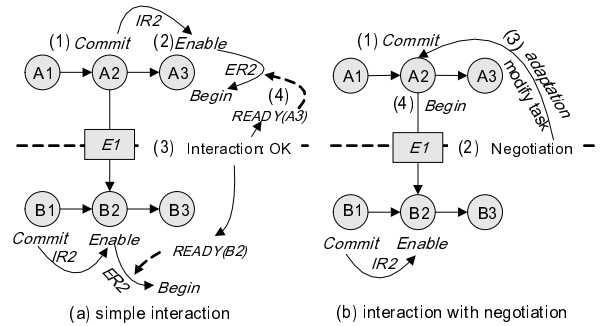 IR2
(1) Commit
(2) Enable
A1
A2
A3
ER2
Begin
(4)
READY(A3)
E1
(3) Interaction: OK
B1
B2
B3
Commit
IR2
Enable
ER2
READY(B2)
Begin
(a) simple interaction
(1) Commit
(3) adaptation
modify task
A1
A2
A3
(4) Begin
E1
(2) Negotiation
B1
B2
B3
Commit
IR2
Enable
(b) interaction with negotiation